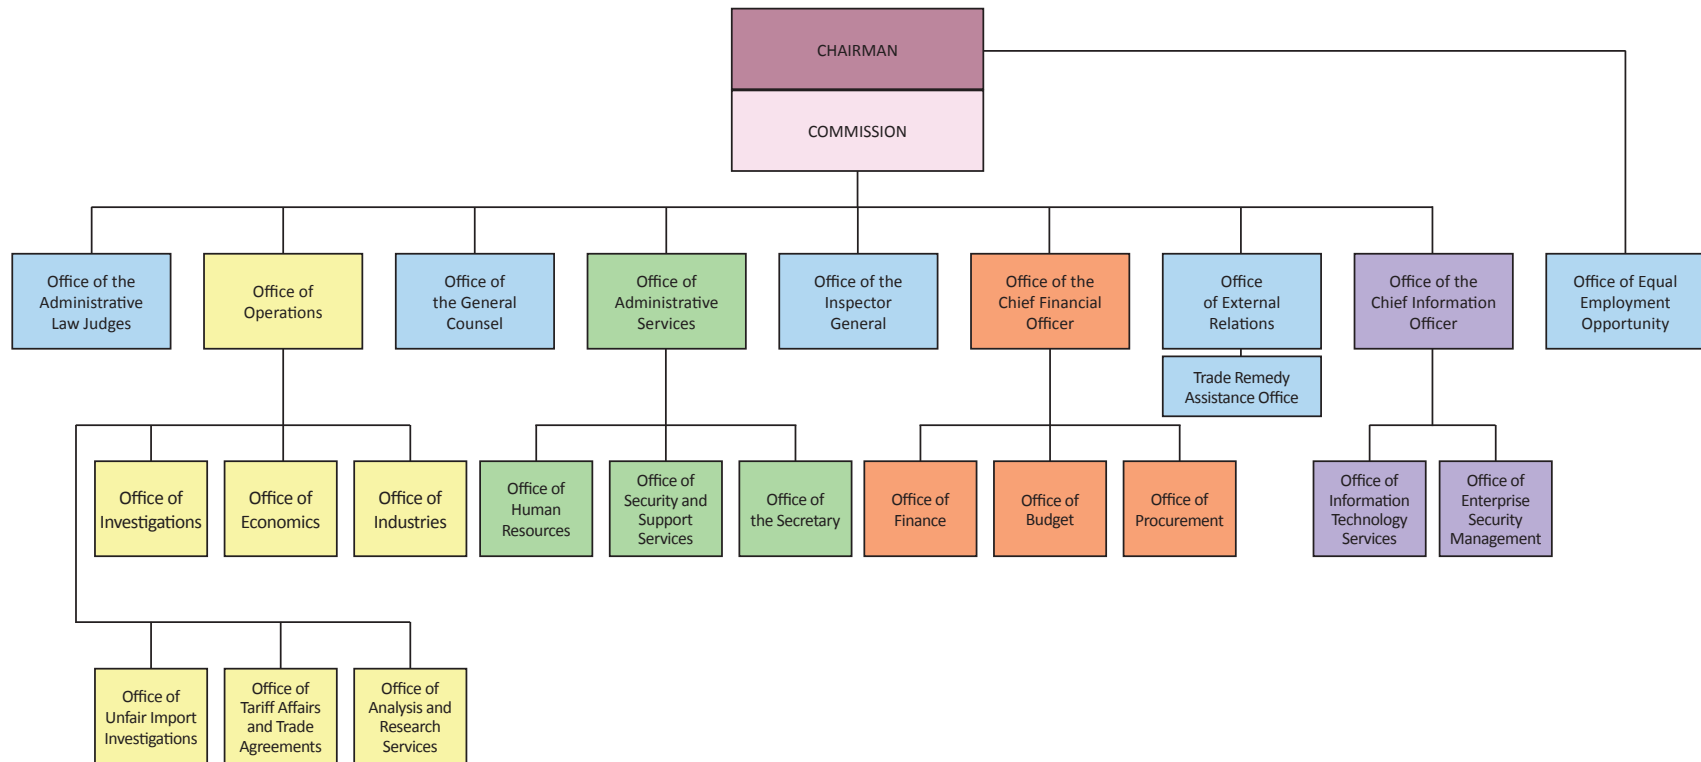 CHAIRMAN
COMMISSION
Office of the
Administrative
Law Judges
Office of
Operations
Office of
the General
Counsel
Office of
Administrative
Services
Office of the
Inspector
General
Office of the
Chief Financial
Officer
Office
of External
Relations
Office of the
Chief Information
Officer
Office of Equal
Employment
Opportunity
Trade Remedy
Assistance Office
Office of
Investigations
Office of
Economics
Office of
Industries
Office of
Human
Resources
Office of
Security and
Support
Services
Office of
the Secretary
Office of
Finance
Office of
Budget
Office of
Procurement
Office of
Information
Technology
Services
Office of
Enterprise
Security
Management
Office of
Unfair Import
Investigations
Office of
Tariff Affairs
and Trade
Agreements
Office of
Analysis and
Research
Services